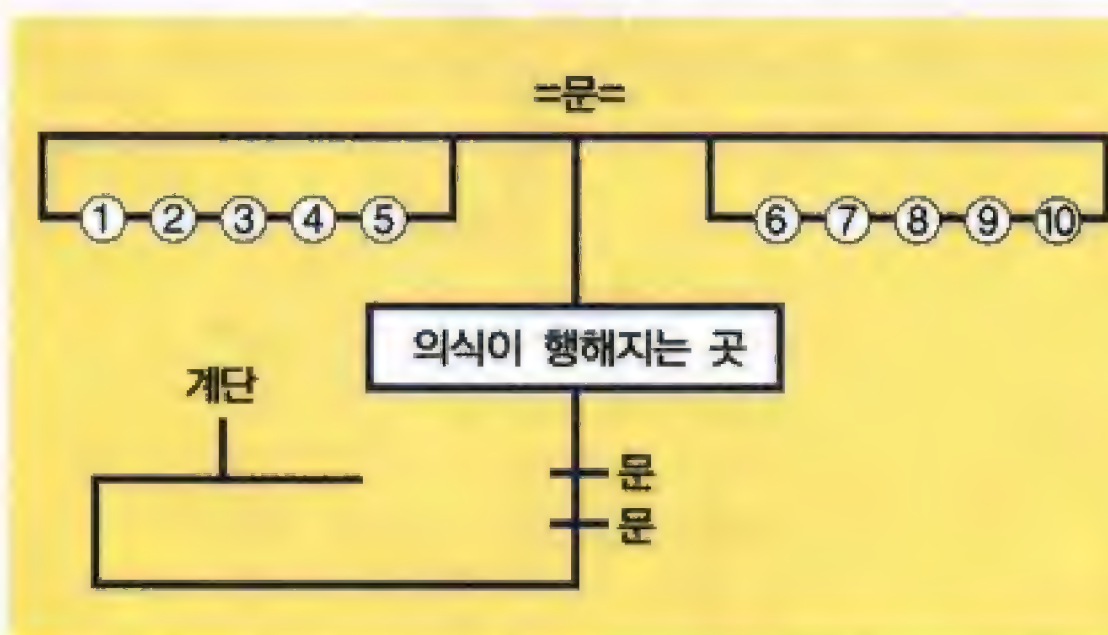 =문=
① ② ③ ④ ⑤ ⑥ ⑦ ⑧ ⑨ ⑩
의식이 행해지는 곳
계단
문
문